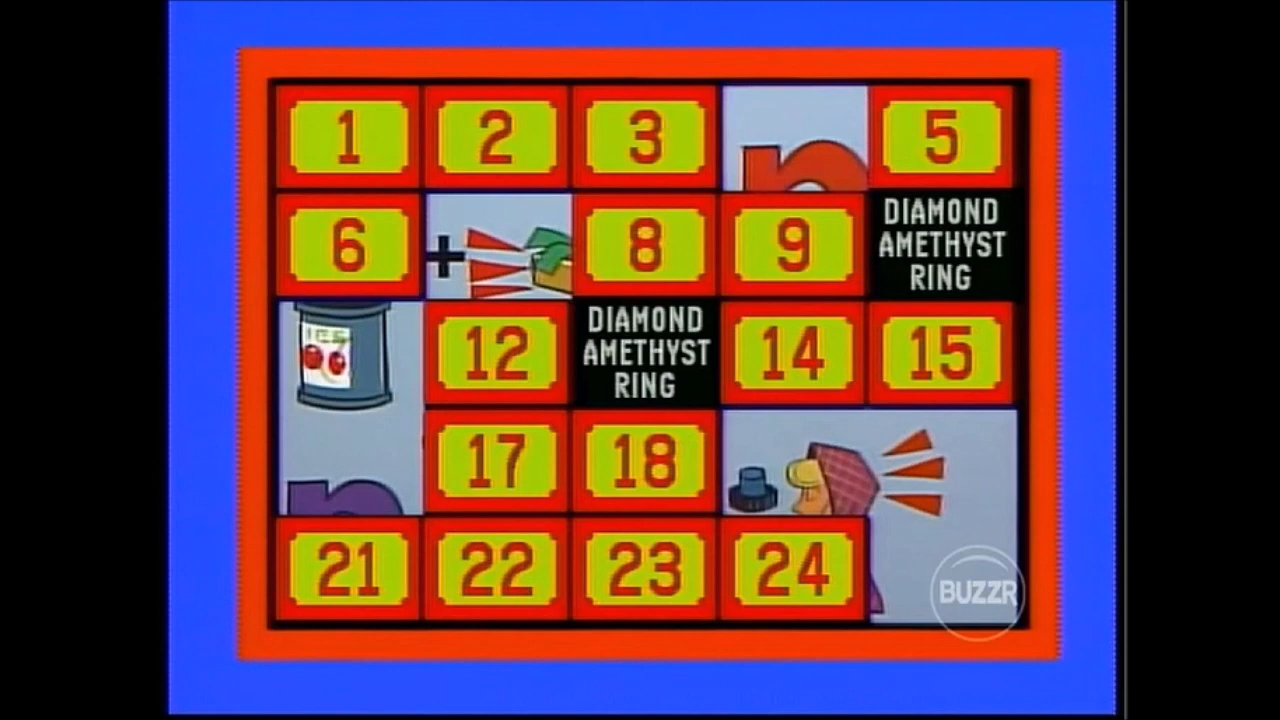 1 2 3 n 5
6 + 8 9 DIAMOND
AMETHYST
RING
12 DIAMOND
AMETHYST
RING
14 15
n 17 18
21 22 23 24
BUZZR